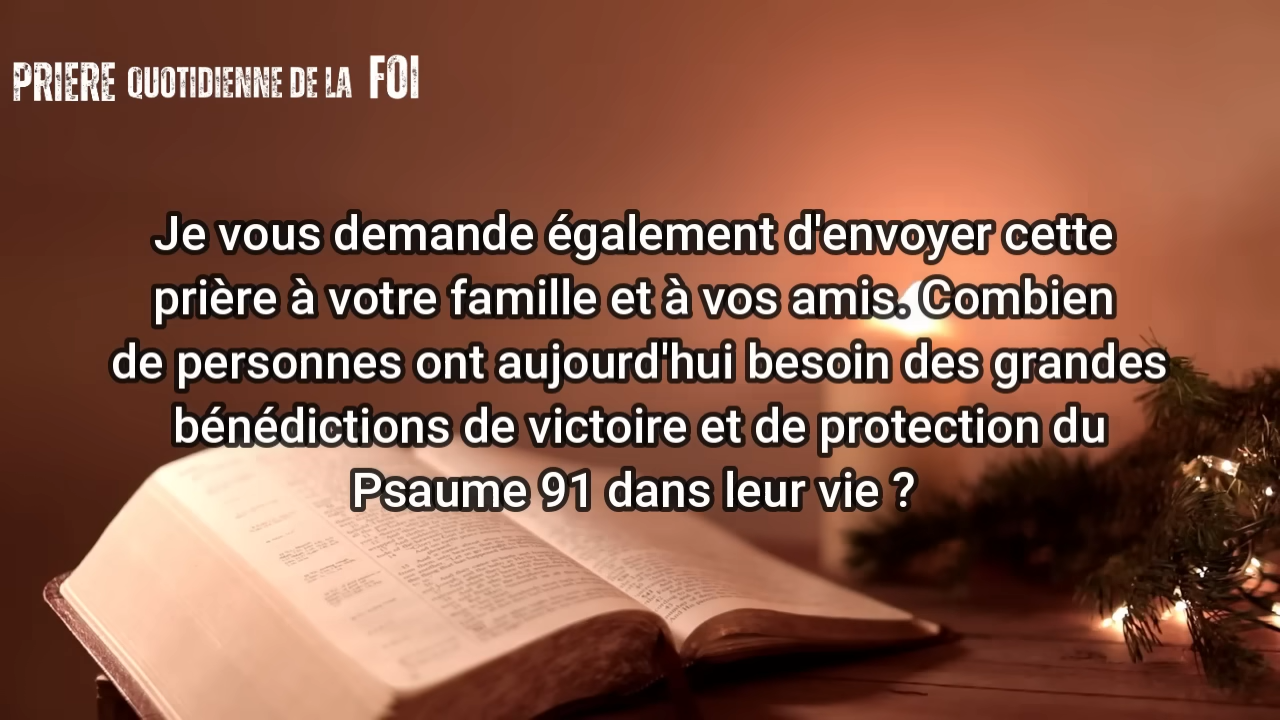 PRIERE QUOTIDIENNE DE LA FOI
Je vous demande également d'envoyer cette
prière à votre famille et à vos amis. Combien
de personnes ont aujourd'hui besoin des grandes
bénédictions de victoire et de protection du
Psaume 91 dans leur vie ?